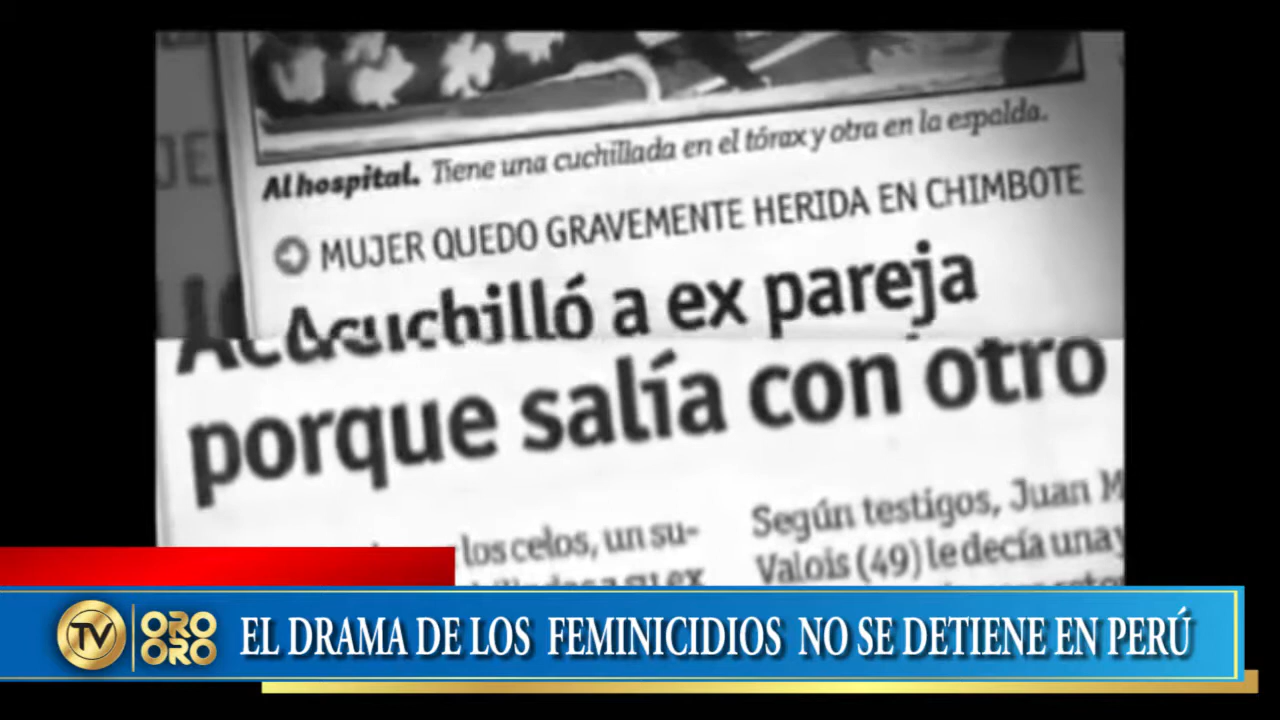 Al hospital. Tiene una cuchillada en el tórax y otra en la espalda.
MUJER QUEDO GRAVEMENTE HERIDA EN CHIMBOTE
Acuchilló a ex pareja
porque salía con otro
los celos, un su-
a su ex
Según testigos, Juan M
Valois (49) le decía una y
TV ORO
ORO
EL DRAMA DE LOS FEMINICIDIOS NO SE DETIENE EN PERÚ